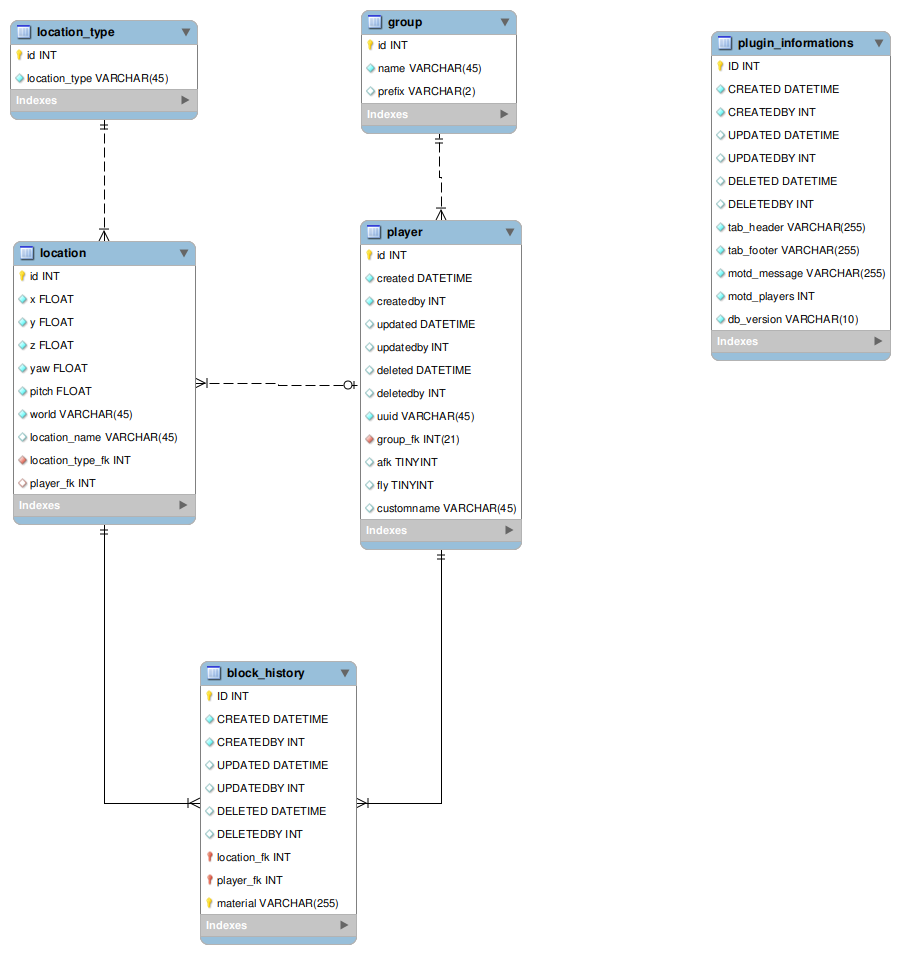 location_type
id INT
location_type VARCHAR(45)
Indexes
group
id INT
name VARCHAR(45)
prefix VARCHAR(2)
Indexes
plugin_informations
ID INT
CREATED DATETIME
CREATEDBY INT
UPDATED DATETIME
UPDATEDBY INT
DELETED DATETIME
DELETEDBY INT
tab_header VARCHAR(255)
tab_footer VARCHAR(255)
motd_message VARCHAR(255)
motd_players INT
db_version VARCHAR(10)
Indexes
location
id INT
x FLOAT
y FLOAT
z FLOAT
yaw FLOAT
pitch FLOAT
world VARCHAR(45)
location_name VARCHAR(45)
location_type_fk INT
player_fk INT
Indexes
player
id INT
created DATETIME
createdby INT
updated DATETIME
updatedby INT
deleted DATETIME
deletedby INT
uuid VARCHAR(45)
group_fk INT(21)
afk TINYINT
fly TINYINT
customname VARCHAR(45)
Indexes
block_history
ID INT
CREATED DATETIME
CREATEDBY INT
UPDATED DATETIME
UPDATEDBY INT
DELETED DATETIME
DELETEDBY INT
location_fk INT
player_fk INT
material VARCHAR(255)
Indexes